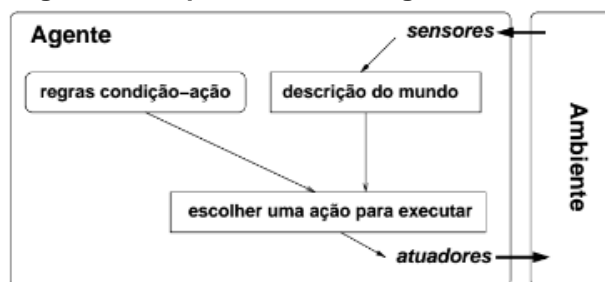 Agente
sensores
regras condição-ação
descrição do mundo
escolher uma ação para executar
atuadores
Ambiente